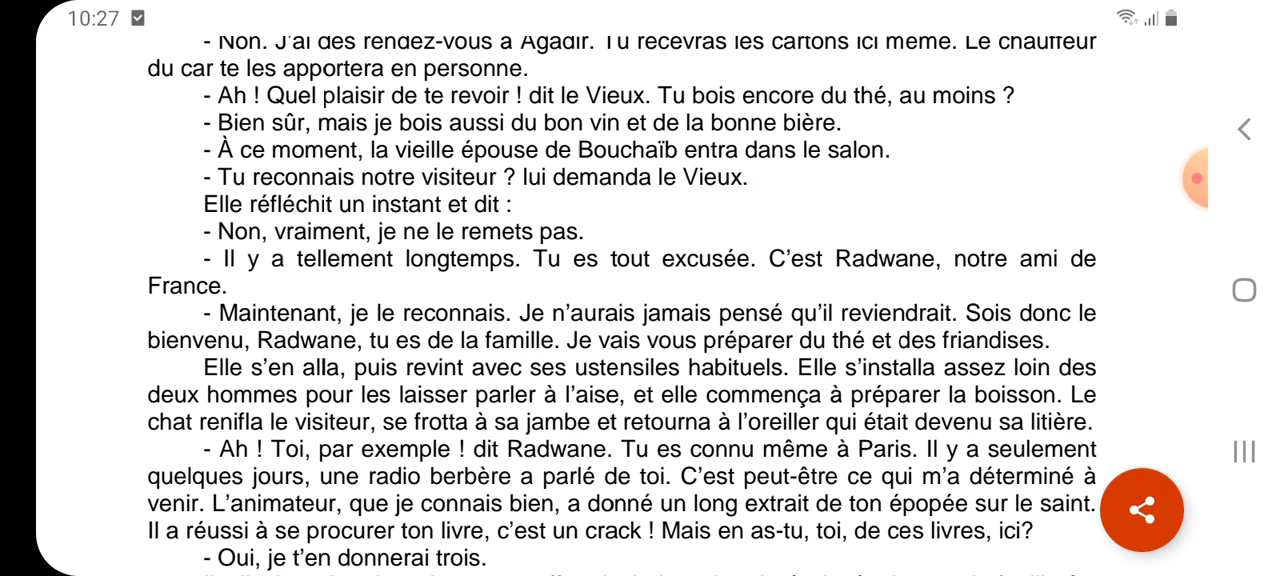 10:27
- Non. J'ai des rendez-vous à Agadir. Tu recevras les cartons ici même. Le chauffeur
du car te les apportera en personne.
- Ah ! Quel plaisir de te revoir ! dit le Vieux. Tu bois encore du thé, au moins ?
- Bien sûr, mais je bois aussi du bon vin et de la bonne bière.
- À ce moment, la vieille épouse de Bouchaïb entra dans le salon.
- Tu reconnais notre visiteur ? lui demanda le Vieux.
Elle réfléchit un instant et dit :
- Non, vraiment, je ne le remets pas.
- Il y a tellement longtemps. Tu es tout excusée. C'est Radwane, notre ami de
France.
- Maintenant, je le reconnais. Je n'aurais jamais pensé qu'il reviendrait. Sois donc le
bienvenu, Radwane, tu es de la famille. Je vais vous préparer du thé et des friandises.
Elle s'en alla, puis revint avec ses ustensiles habituels. Elle s'installa assez loin des
deux hommes pour les laisser parler à l'aise, et elle commença à préparer la boisson. Le
chat renifla le visiteur, se frotta à sa jambe et retourna à l'oreiller qui était devenu sa litière.
- Ah ! Toi, par exemple ! dit Radwane. Tu es connu même à Paris. Il y a seulement
quelques jours, une radio berbère a parlé de toi. C'est peut-être ce qui m'a déterminé à
venir. L'animateur, que je connais bien, a donné un long extrait de ton épopée sur le saint.
Il a réussi à se procurer ton livre, c'est un crack ! Mais en as-tu, toi, de ces livres, ici?
- Oui, je t'en donnerai trois.